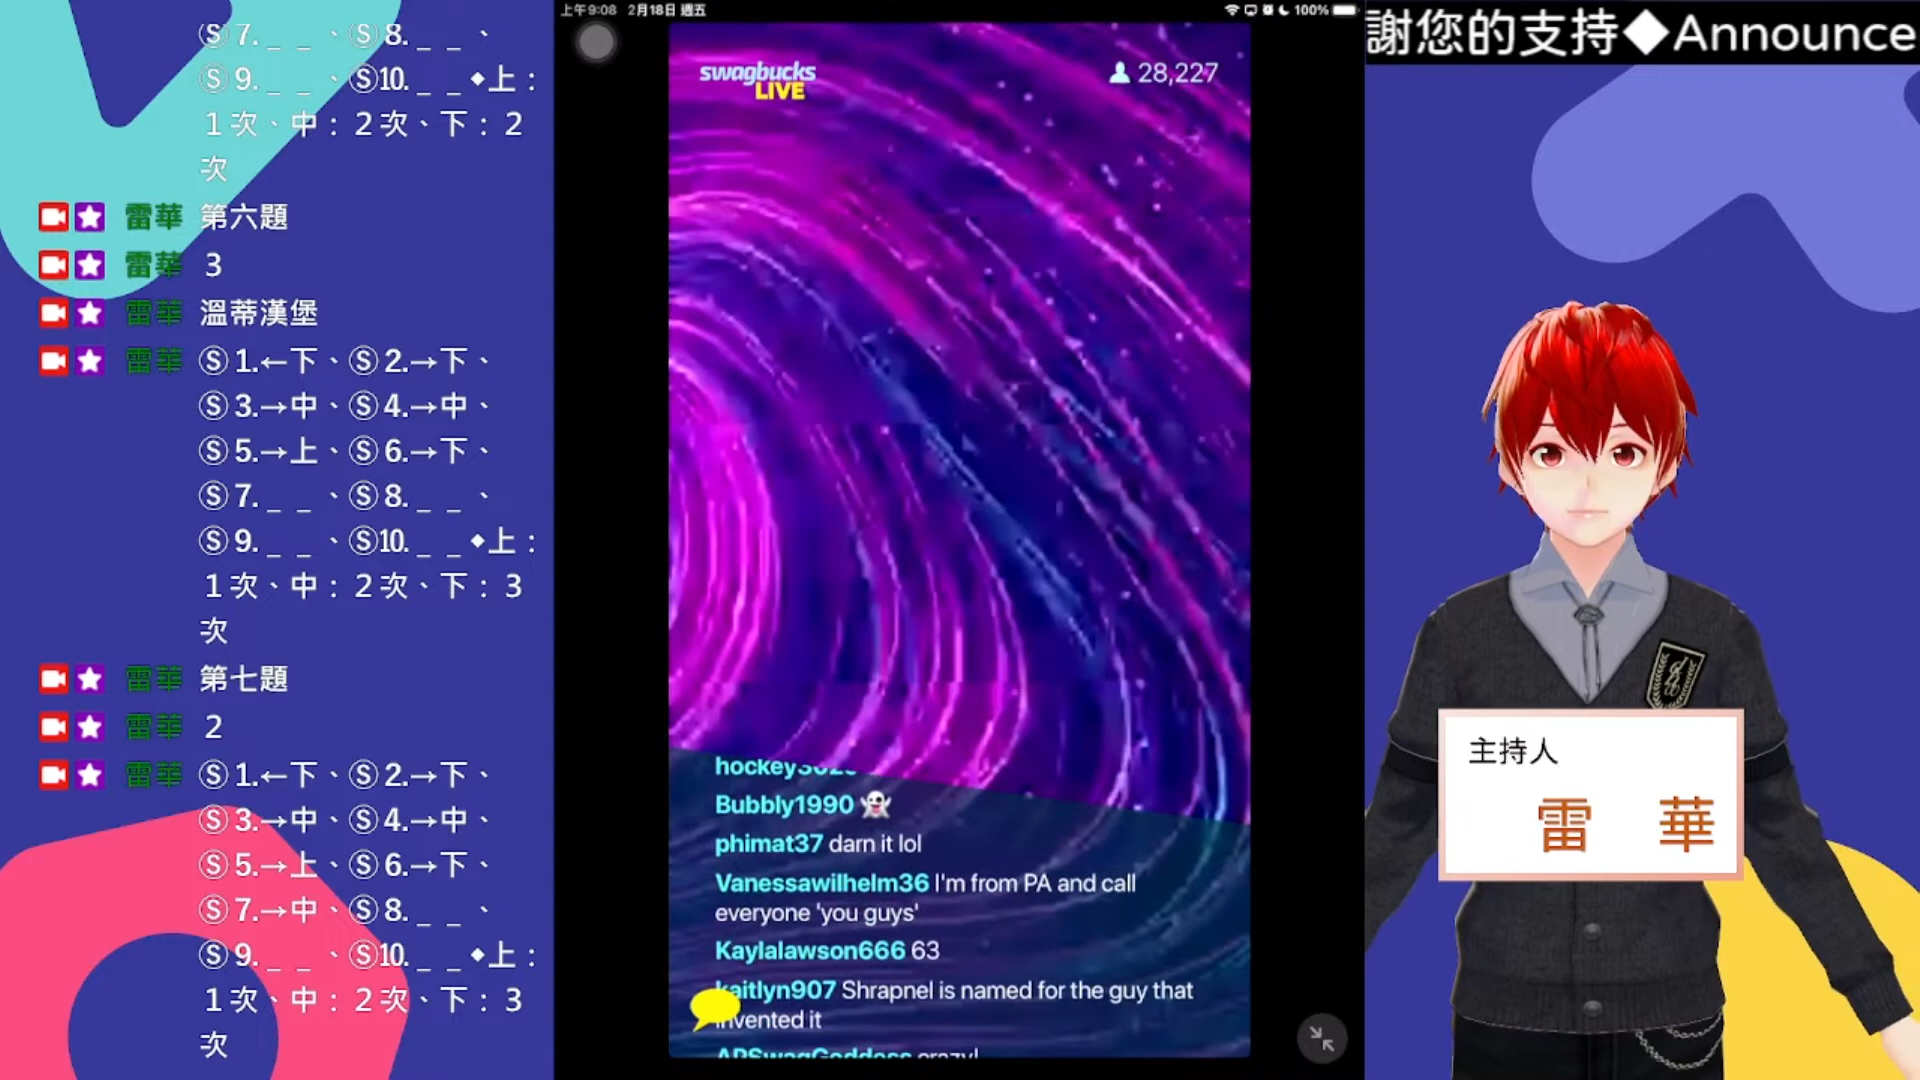 Ⓢ7._ _ 、Ⓢ8._ _ 、
Ⓢ9._ _ 、Ⓢ10._ _◆上：
1次、中：2次、下：2
次
雷華 第六題
雷華 3
雷華 溫蒂漢堡
雷華 Ⓢ1.←下、Ⓢ2.→下、
Ⓢ3.→中、Ⓢ4.→中、
Ⓢ5.→上、Ⓢ6.→下、
Ⓢ7._ _ 、Ⓢ8._ _ 、
Ⓢ9._ _ 、Ⓢ10._ _◆上：
1次、中：2次、下：3
次
雷華 第七題
雷華 2
雷華 Ⓢ1.←下、Ⓢ2.→下、
Ⓢ3.→中、Ⓢ4.→中、
Ⓢ5.→上、Ⓢ6.→下、
Ⓢ7.→中、Ⓢ8._ _ 、
Ⓢ9._ _ 、Ⓢ10._ _◆上：
1次、中：2次、下：3
次
上午9:08 2月18日 週五
100%
swagbucks
LIVE
28,227
Bubbly1990 👻
phimat37 darn it lol
Vanessawilhelm36 I'm from PA and call
everyone 'you guys'
Kaylalawson666 63
kaitlyn907 Shrapnel is named for the guy that
invented it
APSwagGoddess crazy!
謝您的支持◆Announce
主持人
雷 華